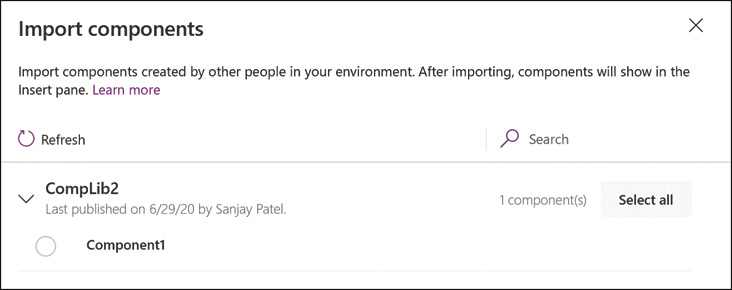 Import components
Import components created by other people in your environment. After importing, components will show in the
Insert pane. Learn more
Refresh
Search
CompLib2
Last published on 6/29/20 by Sanjay Patel.
1 component(s)
Select all
Component1